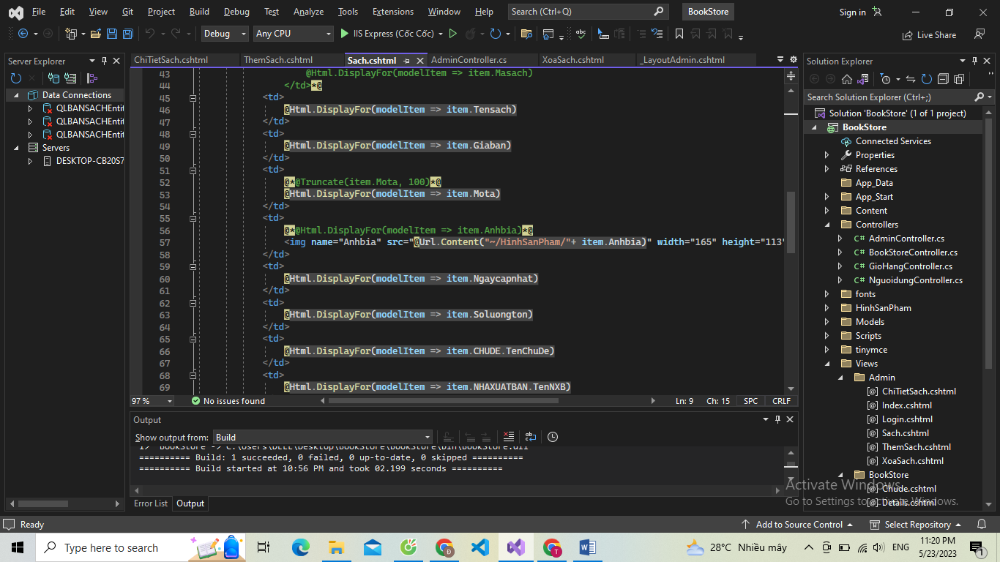 File Edit View Git Project Build Debug Test Analyze Tools Extensions Window Help Search (Ctrl+Q) BookStore Sign in
Debug Any CPU IIS Express (Cốc Cốc) Live Share
Server Explorer
Data Connections
QLBANSACHEntit
QLBANSACHEntit
QLBANSACHEntit
Servers
DESKTOP-CB20S7
ChiTietSach.cshtml ThemSach.cshtml Sach.cshtml AdminController.cs XoaSach.cshtml _LayoutAdmin.cshtml
43 @Html.DisplayFor(modelItem => item.Masach)
44 </td>*@
45 <td>
46 @Html.DisplayFor(modelItem => item.Tensach)
47 </td>
48 <td>
49 @Html.DisplayFor(modelItem => item.Giaban)
50 </td>
51 <td>
52 @*@Truncate(item.Mota, 100)*@
53 @Html.DisplayFor(modelItem => item.Mota)
54 </td>
55 <td>
56 @*@Html.DisplayFor(modelItem => item.Anhbia)*@
57 <img name="Anhbia" src="@Url.Content("~/HinhSanPham/"+ item.Anhbia)" width="165" height="113"
58 </td>
59 <td>
60 @Html.DisplayFor(modelItem => item.Ngaycapnhat)
61 </td>
62 <td>
63 @Html.DisplayFor(modelItem => item.Soluongton)
64 </td>
65 <td>
66 @Html.DisplayFor(modelItem => item.CHUDE.TenChuDe)
67 </td>
68 <td>
69 @Html.DisplayFor(modelItem => item.NHAXUATBAN.TenNXB)
97 % No issues found Ln: 9 Ch: 15 SPC CRLF
Output
Show output from: Build
1> BookStore -> C:\Users\DELL\Desktop\BookStore\BookStore\bin\BookStore.dll
========== Build: 1 succeeded, 0 failed, 0 up-to-date, 0 skipped ==========
========== Build started at 10:56 PM and took 02.199 seconds ==========
Error List Output
Solution Explorer
Search Solution Explorer (Ctrl+;)
Solution 'BookStore' (1 of 1 project)
BookStore
Connected Services
Properties
References
App_Data
App_Start
Content
Controllers
C# AdminController.cs
C# BookStoreController.cs
C# GioHangController.cs
C# NguoidungController.cs
fonts
HinhSanPham
Models
Scripts
tinymce
Views
Admin
[@] ChiTietSach.cshtml
[@] Index.cshtml
[@] Login.cshtml
[@] Sach.cshtml
[@] ThemSach.cshtml
[@] XoaSach.cshtml
BookStore
[@] Chude.cshtml
[@] Details.cshtml
Activate Windows
Go to Settings to activate Windows.
Ready Add to Source Control Select Repository
Type here to search 28°C Nhiều mây ENG 11:20 PM
5/23/2023 1